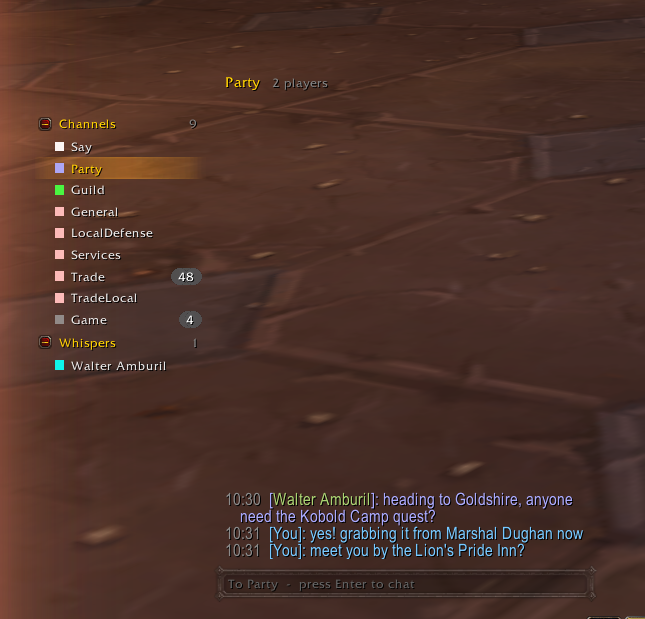 Party 2 players
Channels 9
Say
Party
Guild
General
LocalDefense
Services
Trade 48
TradeLocal
Game 4
Whispers 1
Walter Amburil
10:30 [Walter Amburil]: heading to Goldshire, anyone
need the Kobold Camp quest?
10:31 [You]: yes! grabbing it from Marshal Dughan now
10:31 [You]: meet you by the Lion's Pride Inn?
To Party - press Enter to chat